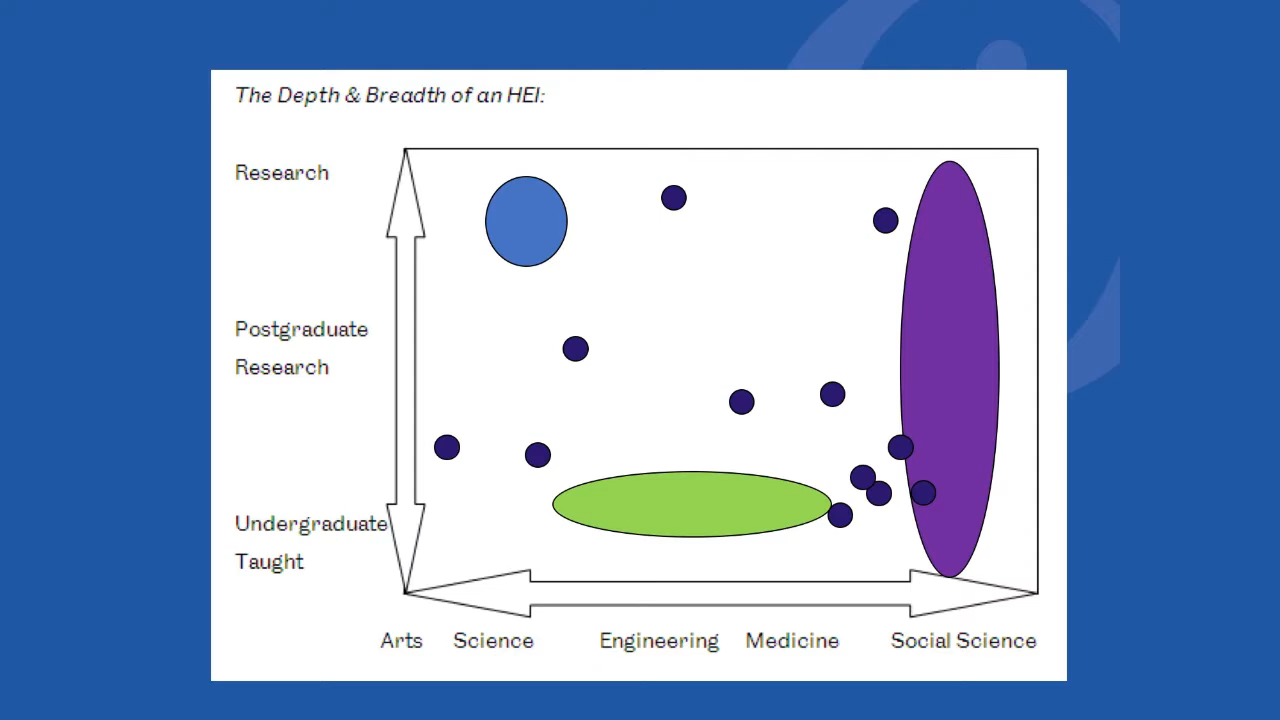 The Depth & Breadth of an HEI:
Research
Postgraduate
Research
Undergraduate
Taught
Arts Science Engineering Medicine Social Science